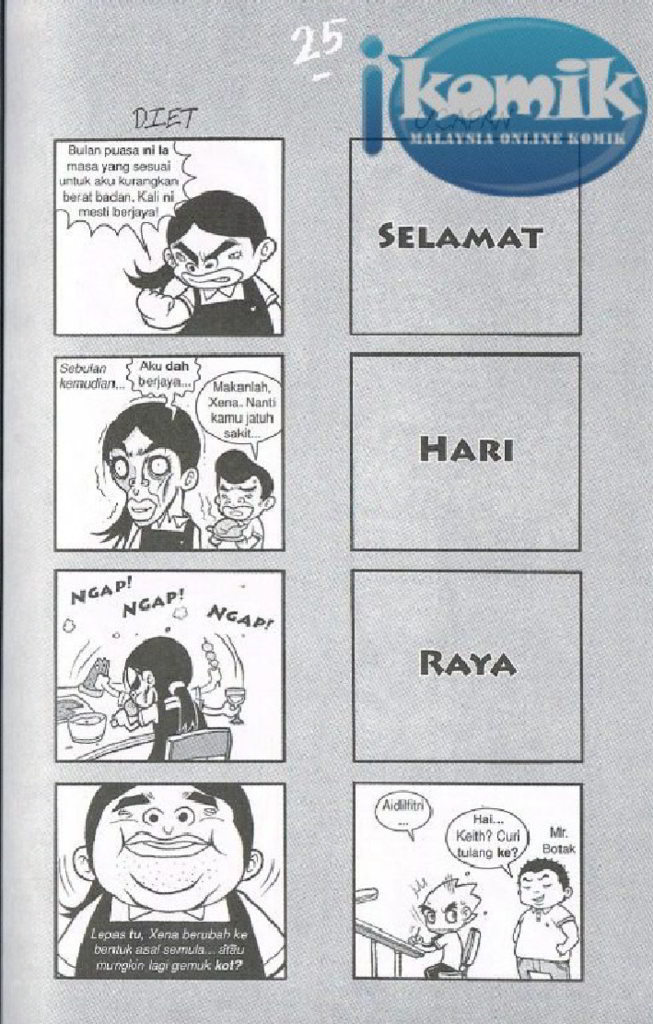 25
ikomik
MALAYSIA ONLINE KOMIK
DIET
Bulan puasa ni la
masa yang sesuai
untuk aku kurangkan
berat badan. Kali ni
mesti berjaya!
Sebulan
kemudian...
Aku dah
berjaya...
Makanlah,
Xena. Nanti
kamu jatuh
sakit...
NGAP!
NGAP!
NGAP!
Lepas tu, Xena berubah ke
bentuk asal semula... atau
mungkin lagi gemuk kot?
SELAMAT
HARI
RAYA
Aidilfitri
...
Hai...
Keith? Curi
tulang ke?
Mr.
Botak